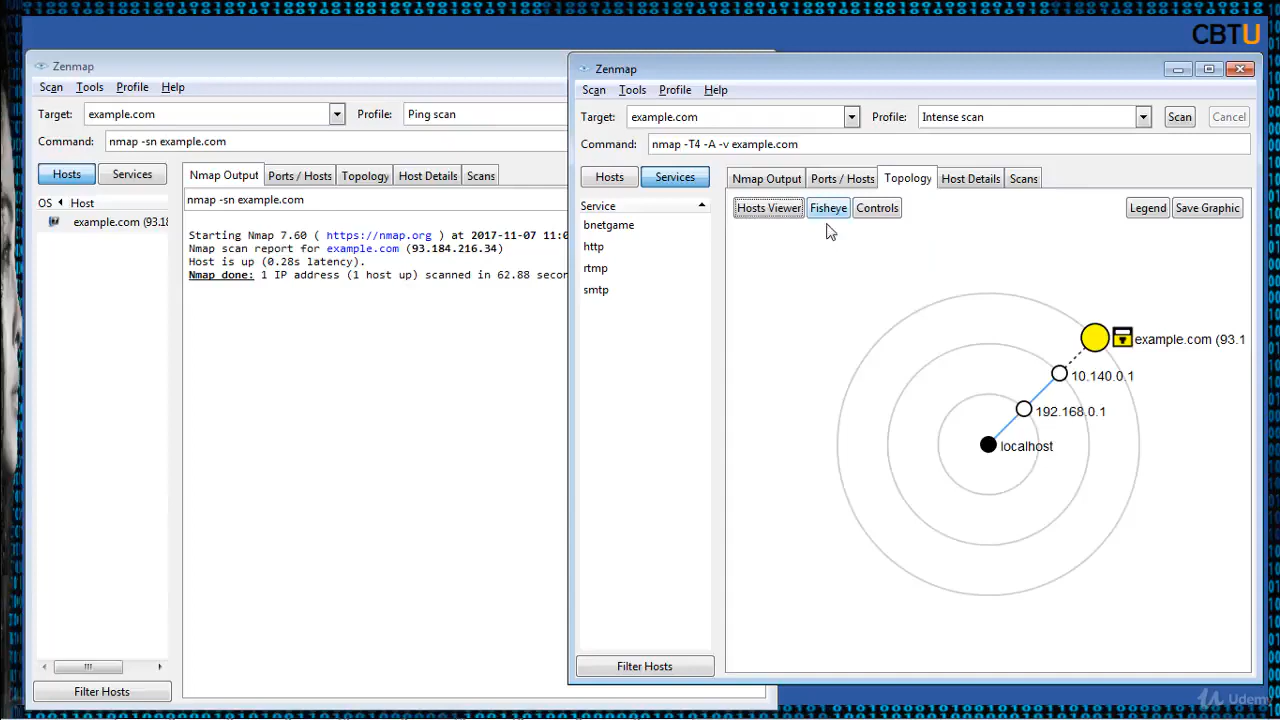 CBTU
Zenmap
Scan Tools Profile Help
Target: example.com Profile: Ping scan
Command: nmap -sn example.com
Hosts Services
OS Host
example.com (93.18
Filter Hosts
Nmap Output Ports / Hosts Topology Host Details Scans
nmap -sn example.com
Starting Nmap 7.60 ( https://nmap.org ) at 2017-11-07 11:0
Nmap scan report for example.com (93.184.216.34)
Host is up (0.28s latency).
Nmap done: 1 IP address (1 host up) scanned in 62.88 secon
Zenmap
Scan Tools Profile Help
Target: example.com Profile: Intense scan Scan Cancel
Command: nmap -T4 -A -v example.com
Hosts Services
Service
bnetgame
http
rtmp
smtp
Filter Hosts
Nmap Output Ports / Hosts Topology Host Details Scans
Hosts Viewer Fisheye Controls Legend Save Graphic
example.com (93.1
10.140.0.1
192.168.0.1
localhost
Udemy